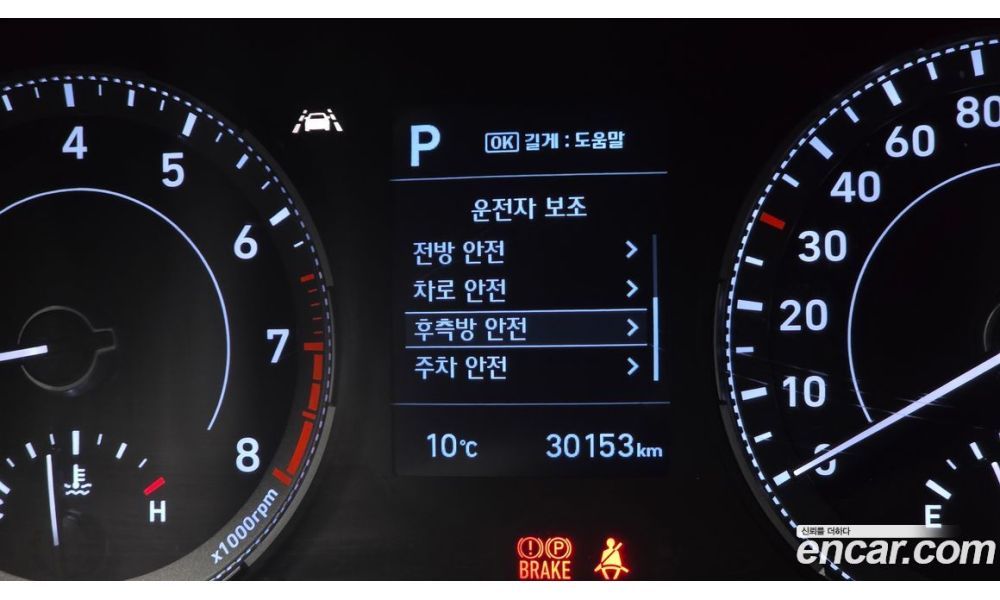 P
OK 길게 : 도움말
운전자 보조
전방 안전
차로 안전
후측방 안전
주차 안전
10°C 30153km
4
5
6
7
8
x1000rpm
H
80
60
40
30
20
10
0
E
BRAKE
신뢰를 더하다
encar.com